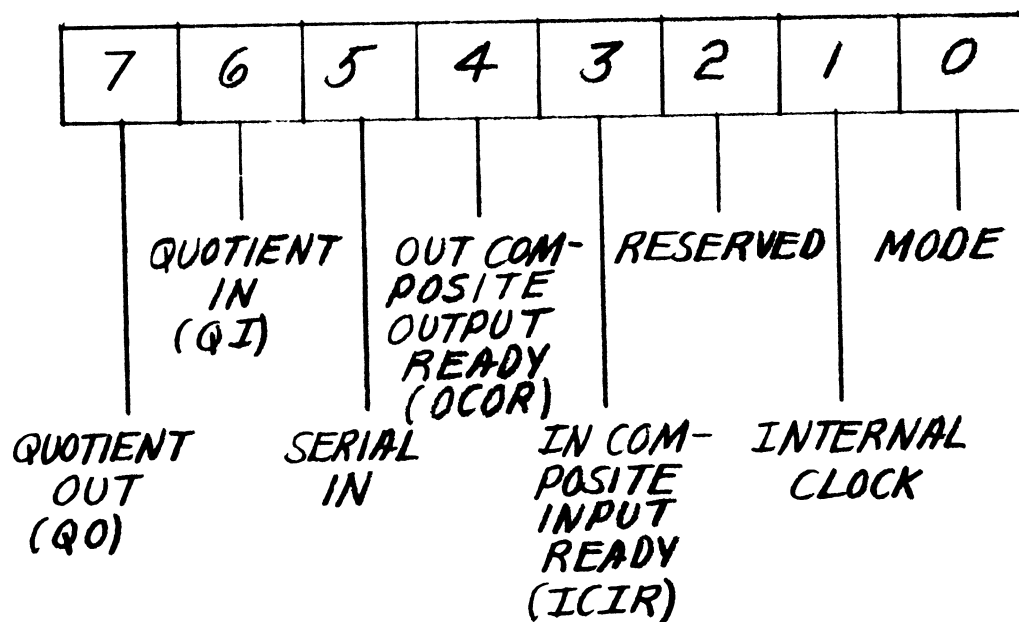 7 6 5 4 3 2 1 0
QUOTIENT
IN
(QI)
OUT COM-
POSITE
OUTPUT
READY
(OCOR)
RESERVED
MODE
QUOTIENT
OUT
(QO)
SERIAL
IN
IN COM-
POSITE
INPUT
READY
(ICIR)
INTERNAL
CLOCK